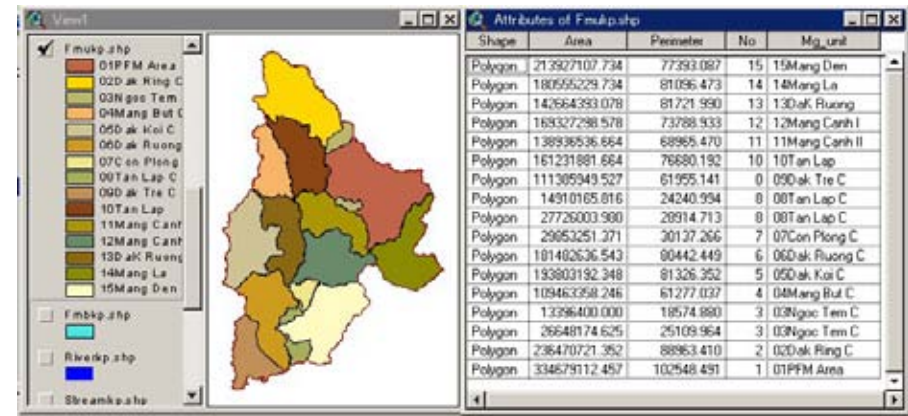 View1
Fmukp.shp
01PFM Area
02Dak Ring C
03Ngoc Tem
04Mang But C
05Dak Koi C
06Dak Ruong
07Con Plong
08Tan Lap C
09Dak Tre C
10Tan Lap
11Mang Canh
12Mang Canh
13DaK Ruong
14Mang La
15Mang Den
Fmbkp.shp
Riverkp.shp
Streamkp.shp
Attributes of Fmukp.shp
Shape Area Perimeter No Mg_unit
Polygon 213927107.734 77393.087 15 15Mang Den
Polygon 180555229.734 81096.473 14 14Mang La
Polygon 142664393.078 81721.990 13 13DaK Ruong
Polygon 169327298.578 73788.933 12 12Mang Canh I
Polygon 138936536.664 68965.470 11 11Mang Canh II
Polygon 161231881.664 76680.192 10 10Tan Lap
Polygon 111385949.527 61955.141 0 09Dak Tre C
Polygon 14910165.816 24240.994 8 08Tan Lap C
Polygon 27726003.980 28914.713 8 08Tan Lap C
Polygon 29853251.371 30137.266 7 07Con Plong C
Polygon 181482636.543 80442.449 6 06Dak Ruong C
Polygon 193803192.348 81326.352 5 05Dak Koi C
Polygon 109463358.246 61277.037 4 04Mang But C
Polygon 13396400.000 18574.880 3 03Ngoc Tem C
Polygon 26648174.625 25109.964 3 03Ngoc Tem C
Polygon 236470721.352 88963.410 2 02Dak Ring C
Polygon 334679112.457 102548.491 1 01PFM Area